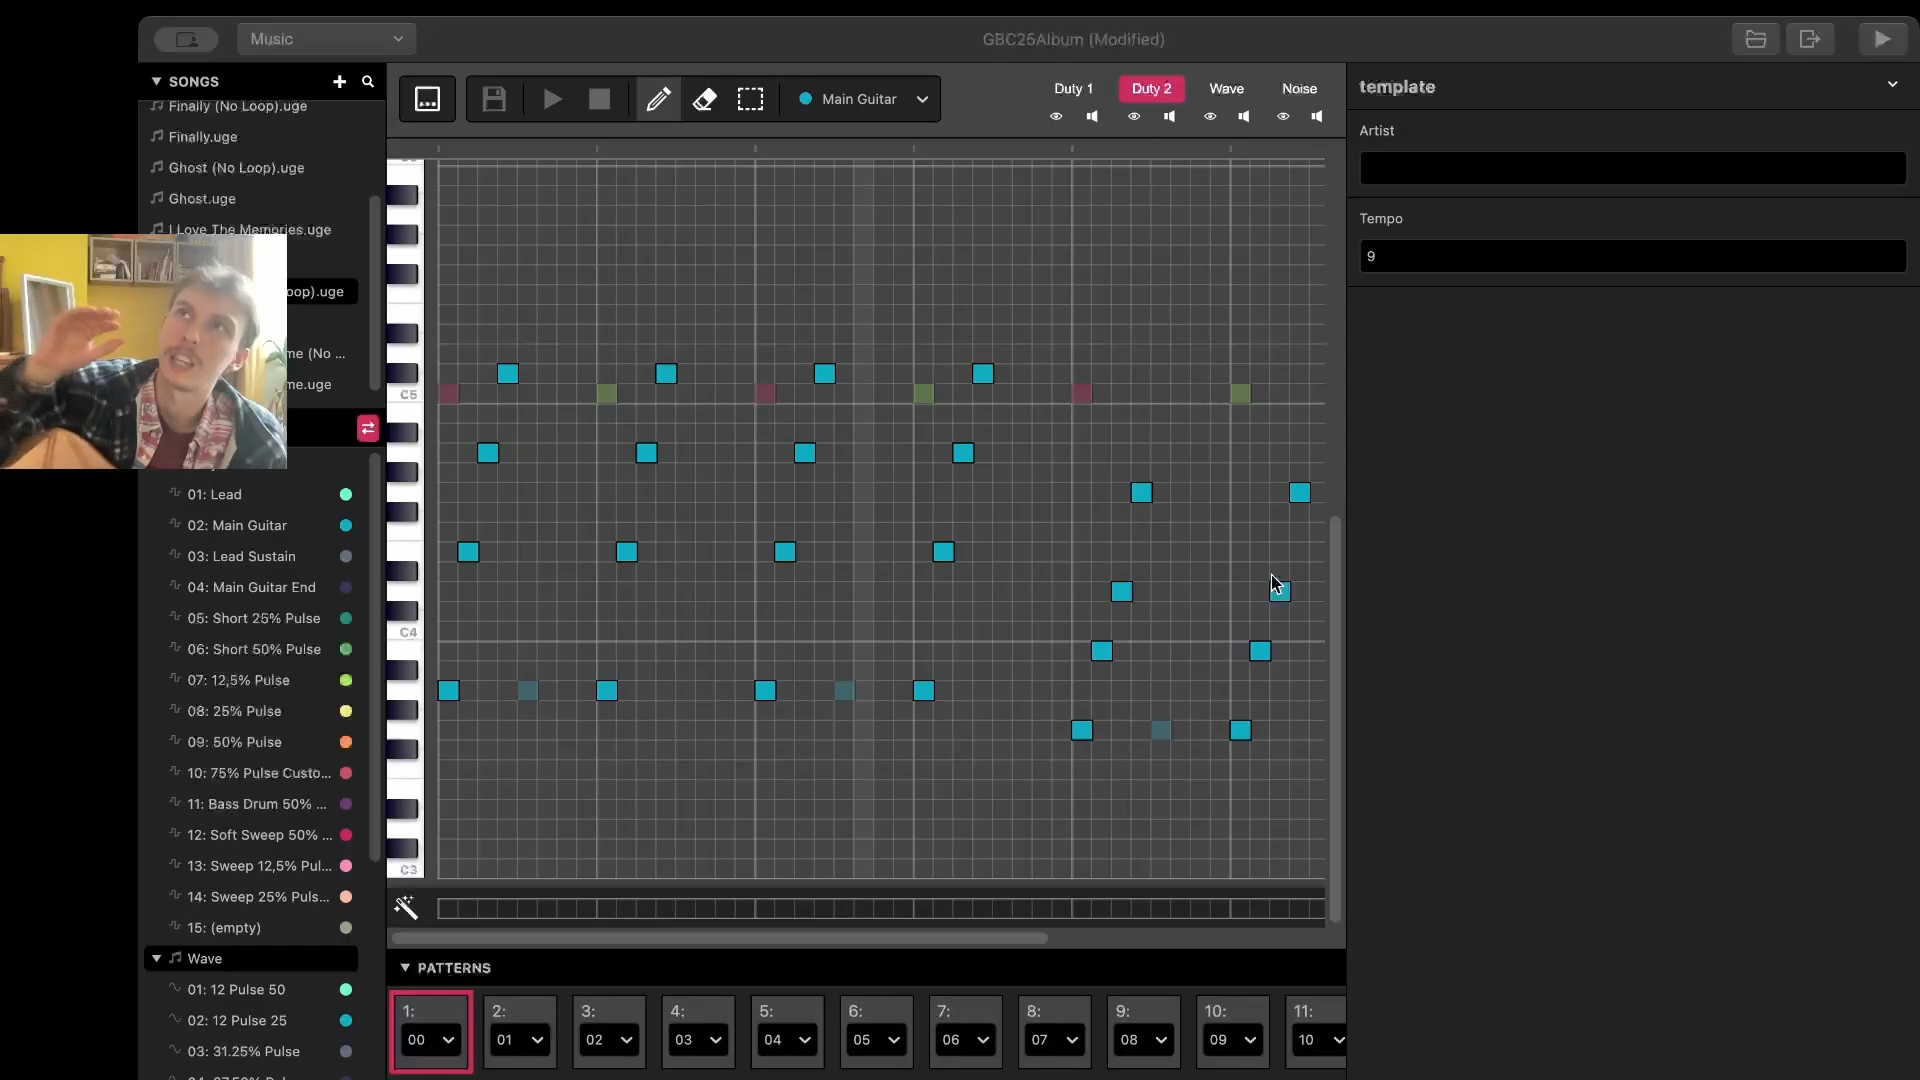 Music
GBC25Album (Modified)
SONGS
Finally (No Loop).uge
Finally.uge
Ghost (No Loop).uge
Ghost.uge
I Love The Memories.uge
oop).uge
me (No ...
me.uge
01: Lead
02: Main Guitar
03: Lead Sustain
04: Main Guitar End
05: Short 25% Pulse
06: Short 50% Pulse
07: 12,5% Pulse
08: 25% Pulse
09: 50% Pulse
10: 75% Pulse Custo...
11: Bass Drum 50% ...
12: Soft Sweep 50% ...
13: Sweep 12,5% Pul...
14: Sweep 25% Puls...
15: (empty)
Wave
01: 12 Pulse 50
02: 12 Pulse 25
03: 31.25% Pulse
Main Guitar
Duty 1
Duty 2
Wave
Noise
C5
C4
C3
PATTERNS
1:
00
2:
01
3:
02
4:
03
5:
04
6:
05
7:
06
8:
07
9:
08
10:
09
11:
10
template
Artist
Tempo
9